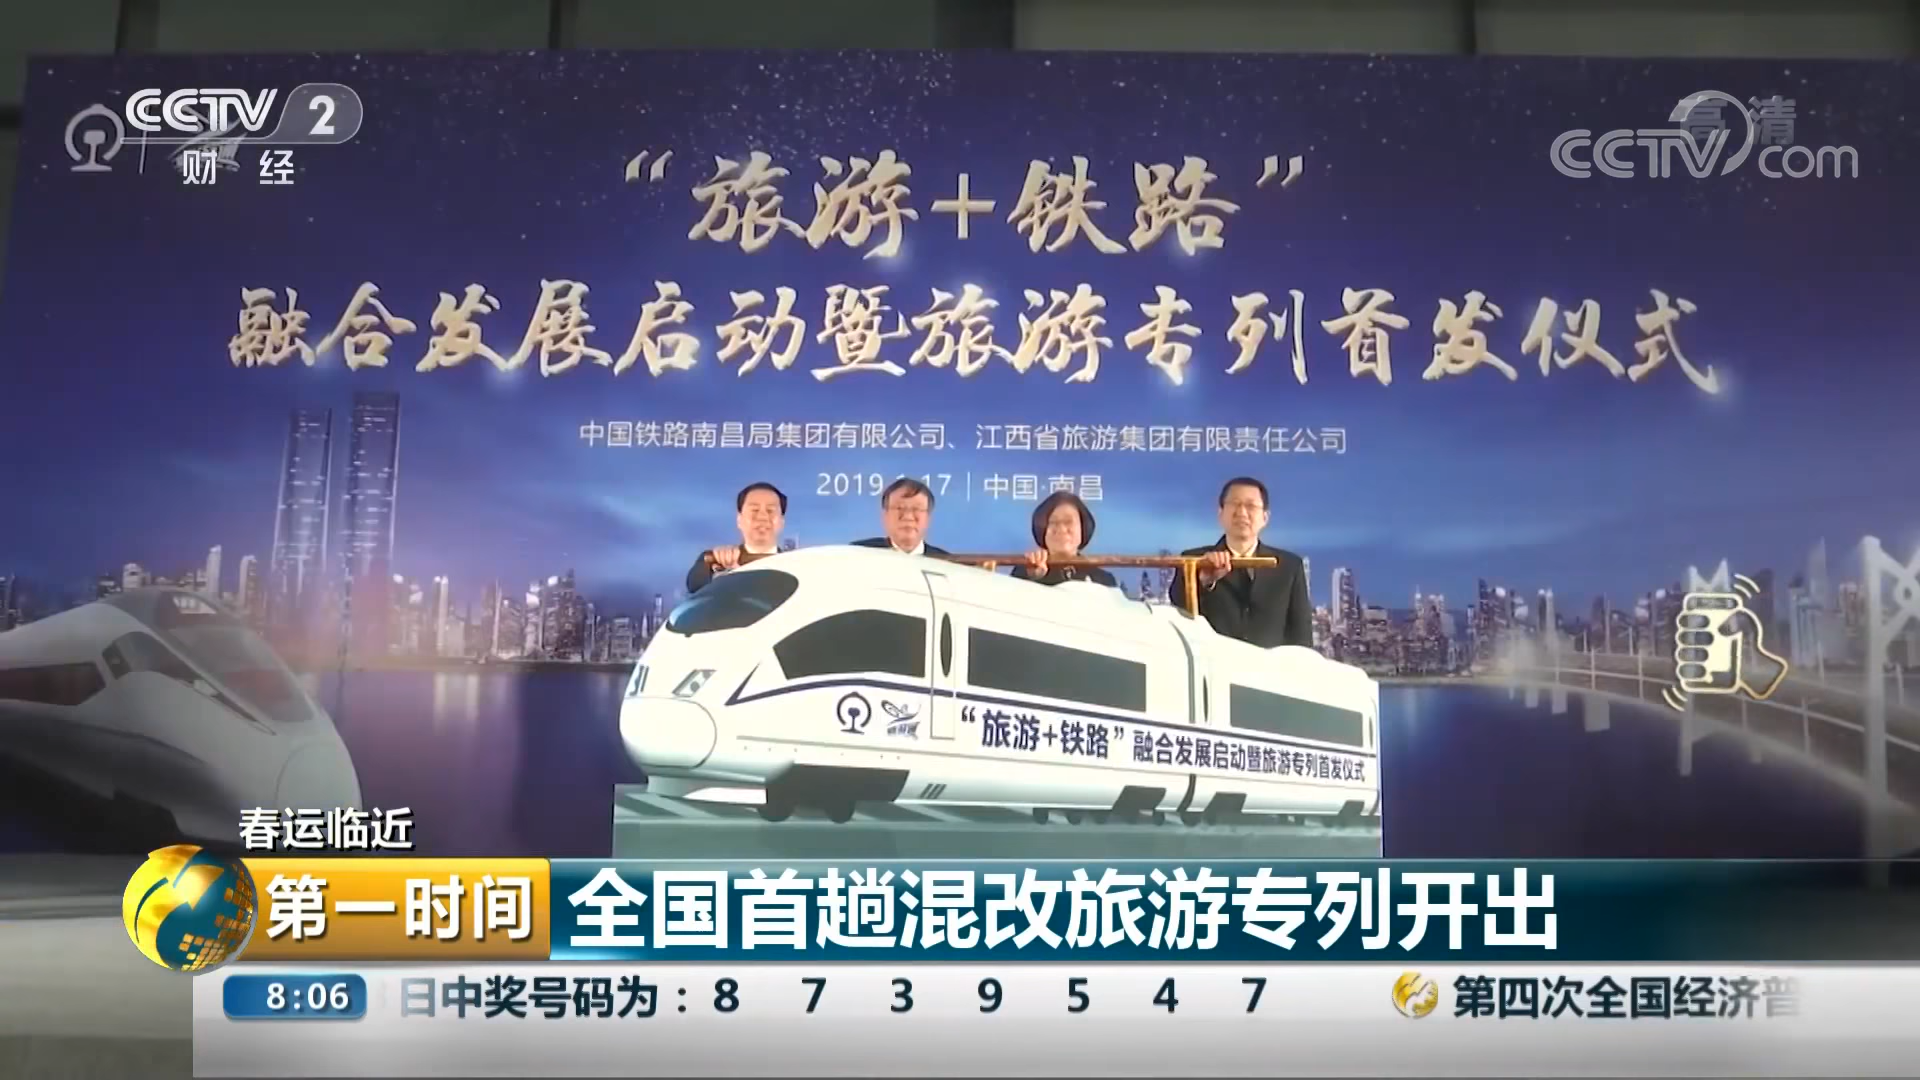 CCTV 2
财经
高清
CCTV com
“旅游+铁路”
融合发展启动暨旅游专列首发仪式
中国铁路南昌局集团有限公司、江西省旅游集团有限责任公司
2019 17 | 中国·南昌
“旅游+铁路”融合发展启动暨旅游专列首发仪式
春运临近
第一时间 全国首趟混改旅游专列开出
8:06 日中奖号码为：8 7 3 9 5 4 7 第四次全国经济普